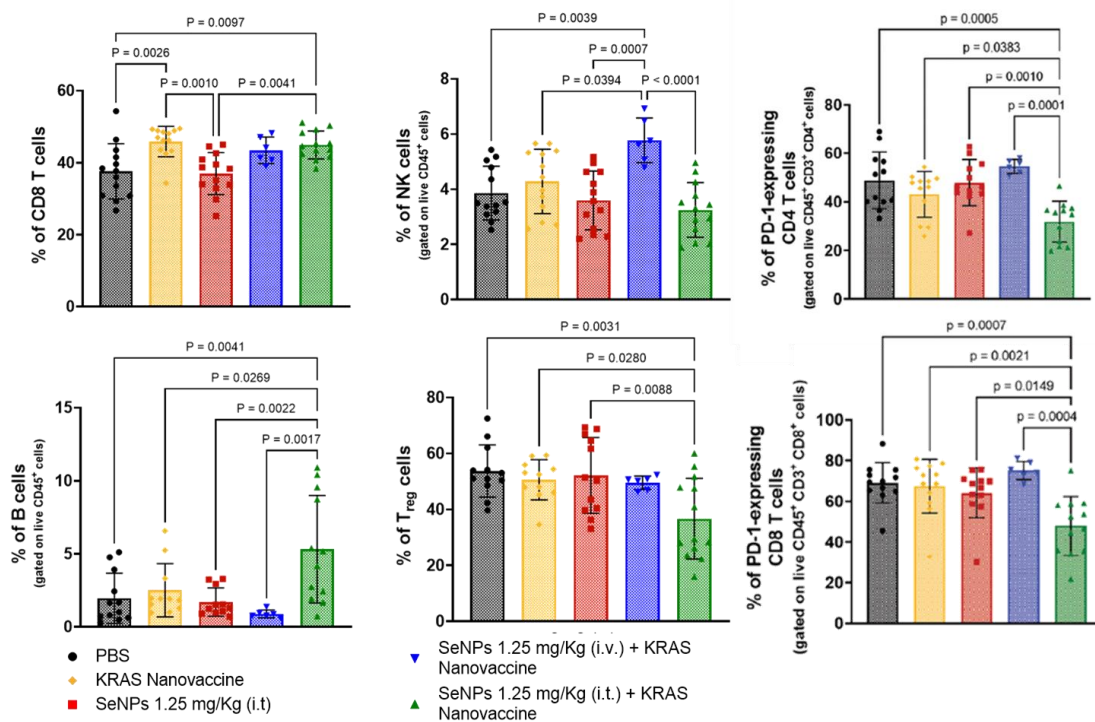 P = 0.0097
P = 0.0026
P = 0.0010
P = 0.0041
% of CD8 T cells
60
40
20
0
P = 0.0039
P = 0.0007
P = 0.0394
P < 0.0001
% of NK cells
(gated on live CD45⁺ cells)
8
6
4
2
0
p = 0.0005
p = 0.0383
p = 0.0010
p = 0.0001
% of PD-1-expressing
CD4 T cells
(gated on live CD45⁺ CD3⁺ CD4⁺ cells)
80
60
40
20
0
P = 0.0041
P = 0.0269
P = 0.0022
P = 0.0017
% of B cells
(gated on live CD45⁺ cells)
15
10
5
0
P = 0.0031
P = 0.0280
P = 0.0088
% of Treg cells
80
60
40
20
0
p = 0.0007
p = 0.0021
p = 0.0149
p = 0.0004
% of PD-1-expressing
CD8 T cells
(gated on live CD45⁺ CD3⁺ CD8⁺ cells)
100
80
60
40
20
0
PBS
KRAS Nanovaccine
SeNPs 1.25 mg/Kg (i.t)
SeNPs 1.25 mg/Kg (i.v.) + KRAS
Nanovaccine
SeNPs 1.25 mg/Kg (i.t.) + KRAS
Nanovaccine